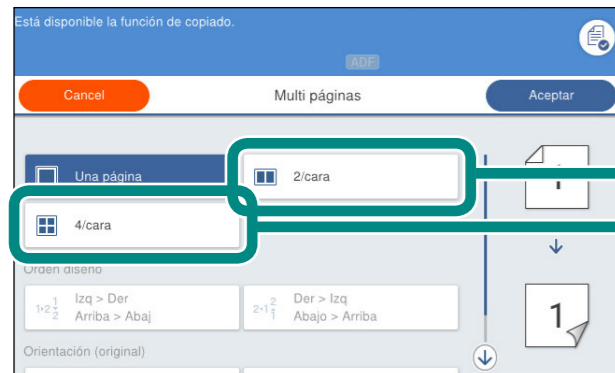 Está disponible la función de copiado.
ADF
Cancel
Multi páginas
Aceptar
Una página
2/cara
4/cara
Orden diseño
Izq > Der
Arriba > Abaj
Der > Izq
Abajo > Arriba
Orientación (original)
1
1